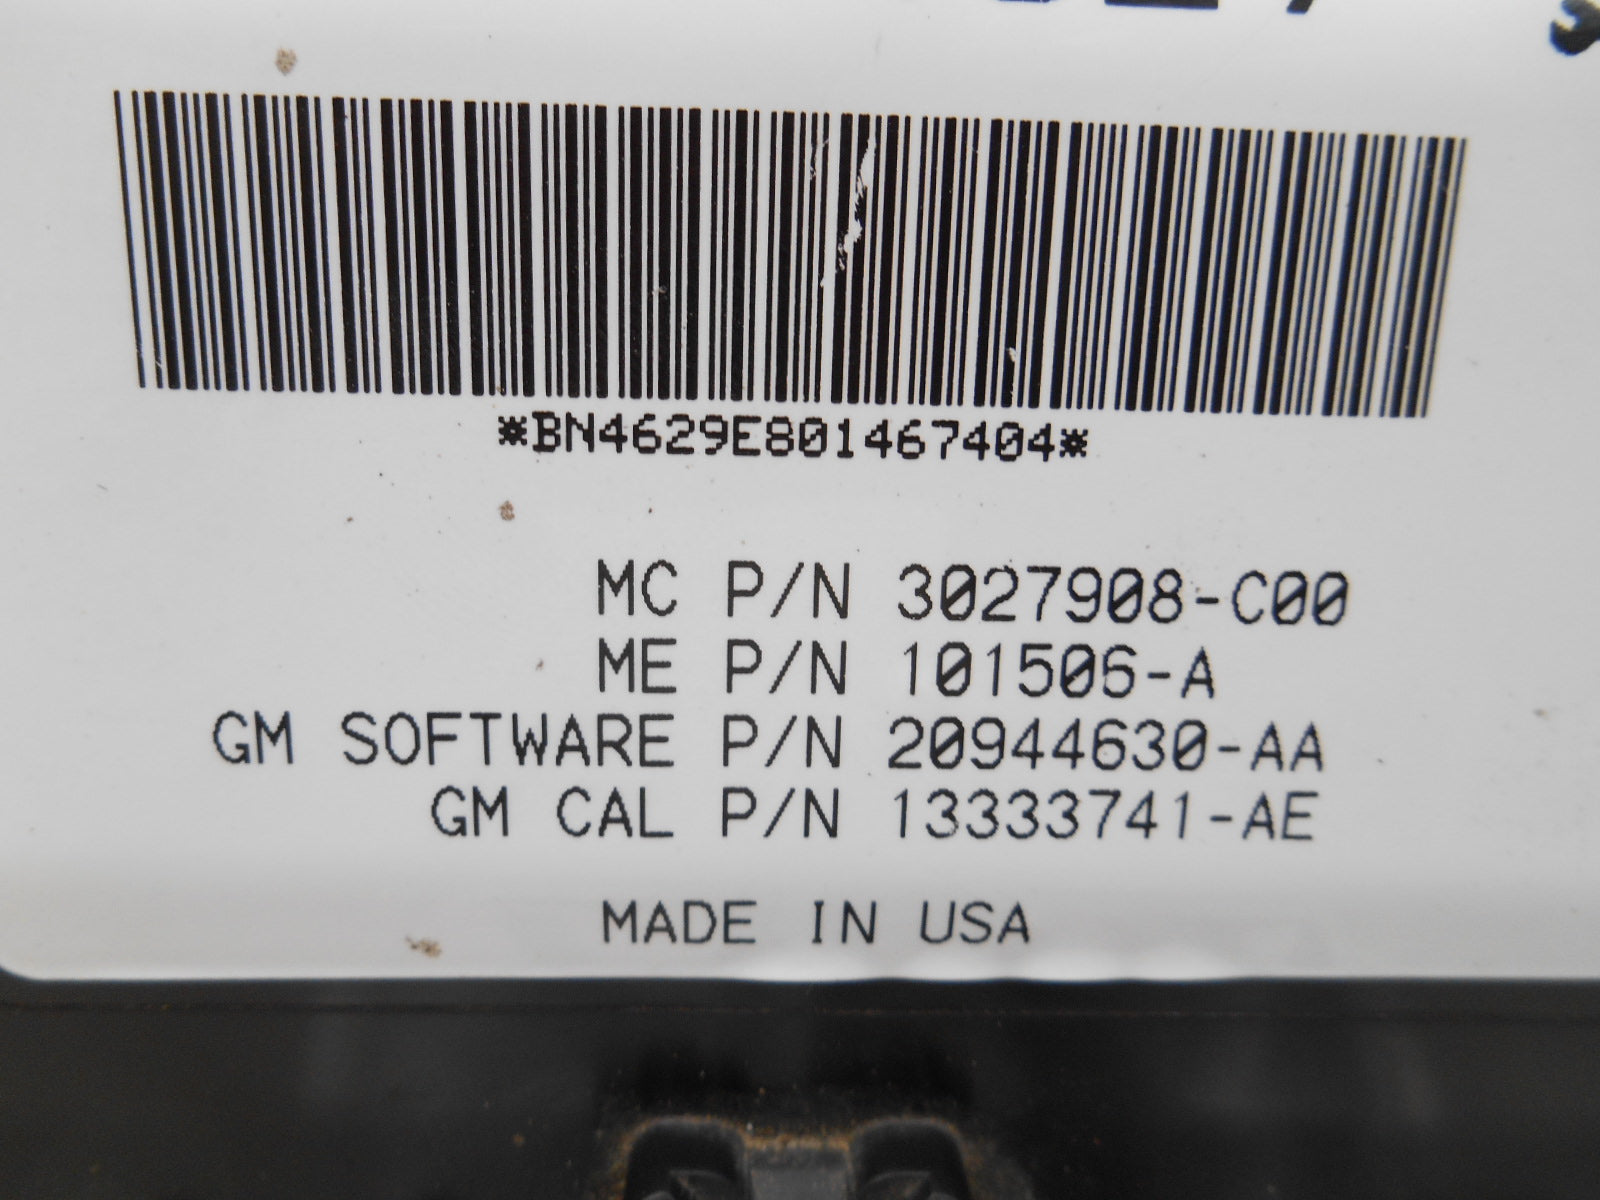 *BN4629E801467404*
MC P/N 3027908-C00
ME P/N 101506-A
GM SOFTWARE P/N 20944630-AA
GM CAL P/N 13333741-AE
MADE IN USA